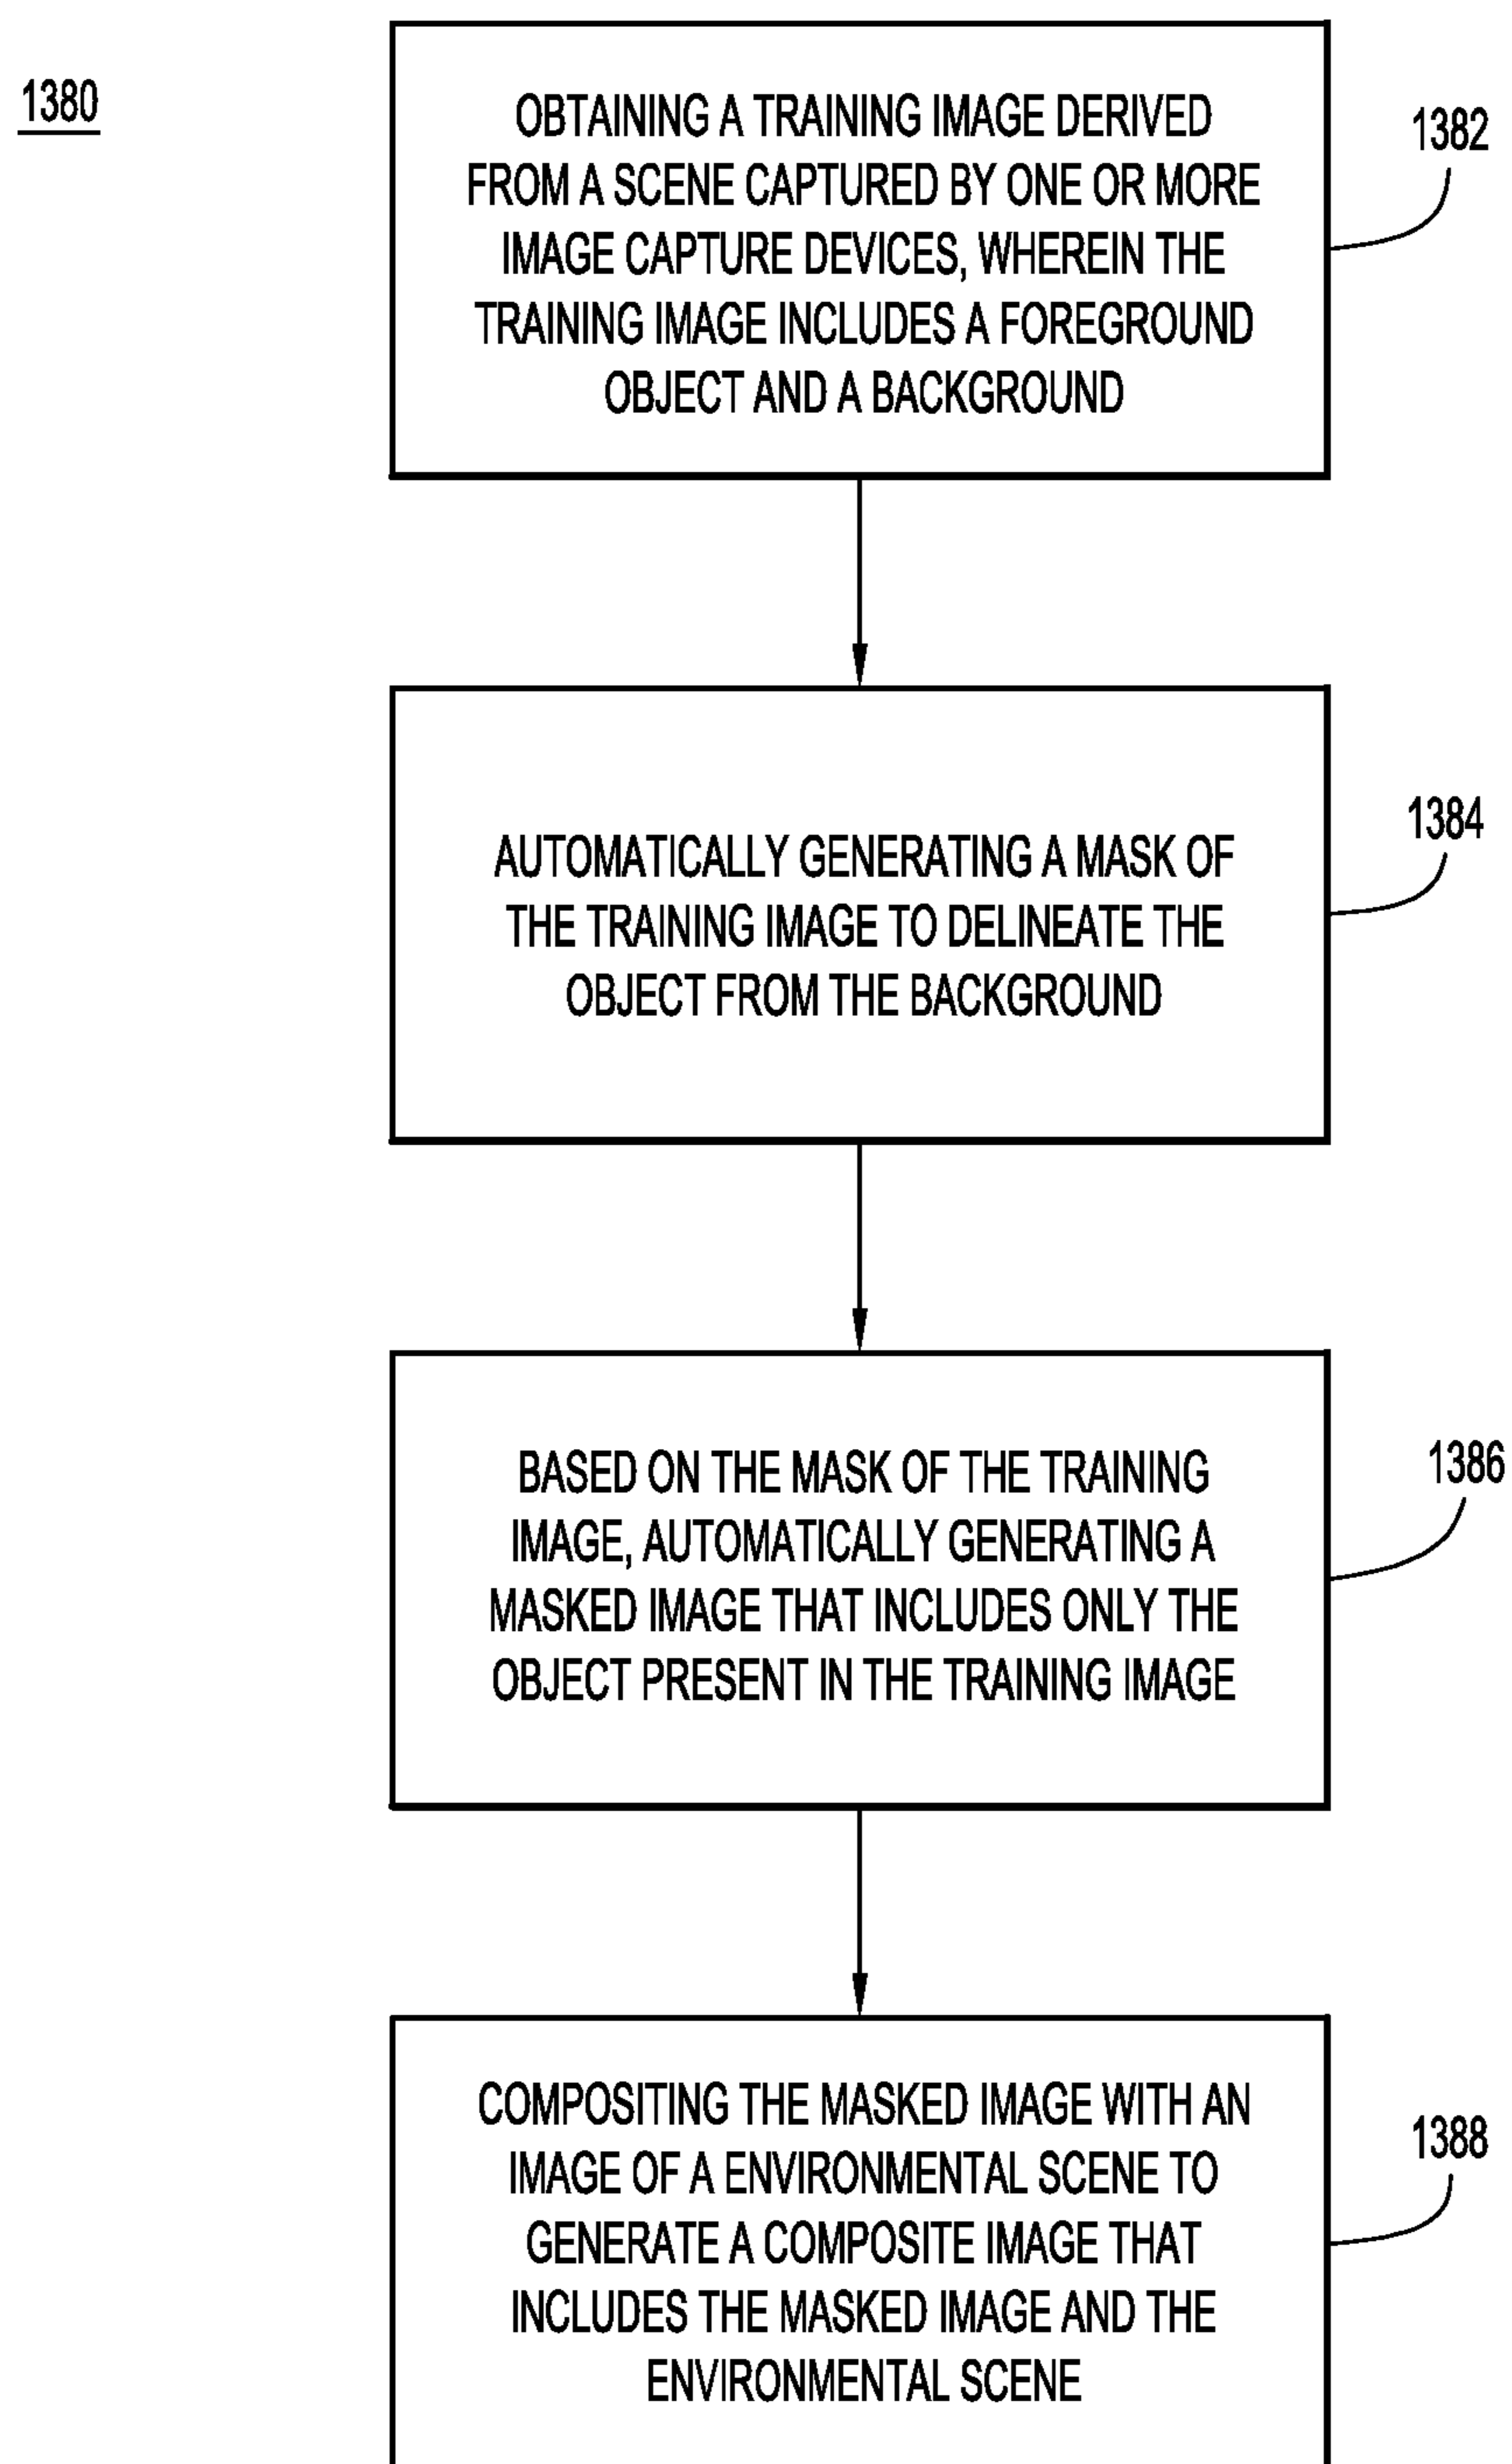 1380
OBTAINING A TRAINING IMAGE DERIVED
FROM A SCENE CAPTURED BY ONE OR MORE
IMAGE CAPTURE DEVICES, WHEREIN THE
TRAINING IMAGE INCLUDES A FOREGROUND
OBJECT AND A BACKGROUND
1382
AUTOMATICALLY GENERATING A MASK OF
THE TRAINING IMAGE TO DELINEATE THE
OBJECT FROM THE BACKGROUND
1384
BASED ON THE MASK OF THE TRAINING
IMAGE, AUTOMATICALLY GENERATING A
MASKED IMAGE THAT INCLUDES ONLY THE
OBJECT PRESENT IN THE TRAINING IMAGE
1386
COMPOSITING THE MASKED IMAGE WITH AN
IMAGE OF A ENVIRONMENTAL SCENE TO
GENERATE A COMPOSITE IMAGE THAT
INCLUDES THE MASKED IMAGE AND THE
ENVIRONMENTAL SCENE
1388